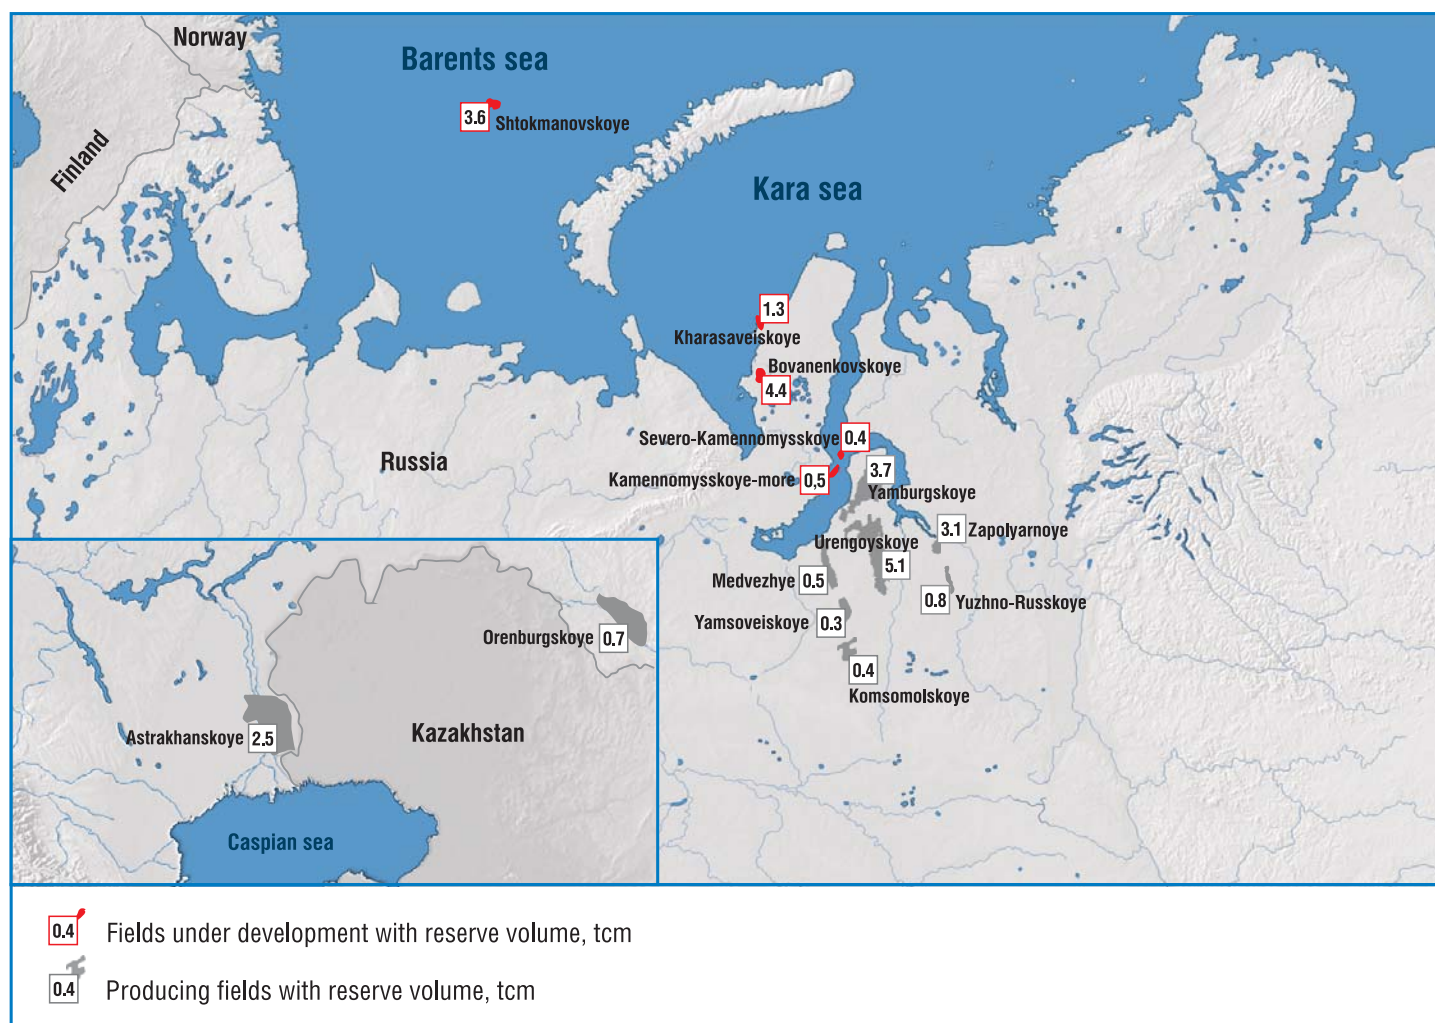 Norway
Barents sea
3.6
Shtokmanovskoye
Finland
Kara sea
1.3
Kharasaveiskoye
Bovanenkovskoye
4.4
Severo-Kamennomysskoye
0.4
Russia
Kamennomysskoye-more
0,5
3.7
Yamburgskoye
3.1
Zapolyarnoye
Urengoyskoye
5.1
Medvezhye
0.5
0.8
Yuzhno-Russkoye
Yamsoveiskoye
0.3
0.4
Komsomolskoye
Orenburgskoye
0.7
Astrakhanskoye
2.5
Kazakhstan
Caspian sea
0.4 Fields under development with reserve volume, tcm
0.4 Producing fields with reserve volume, tcm